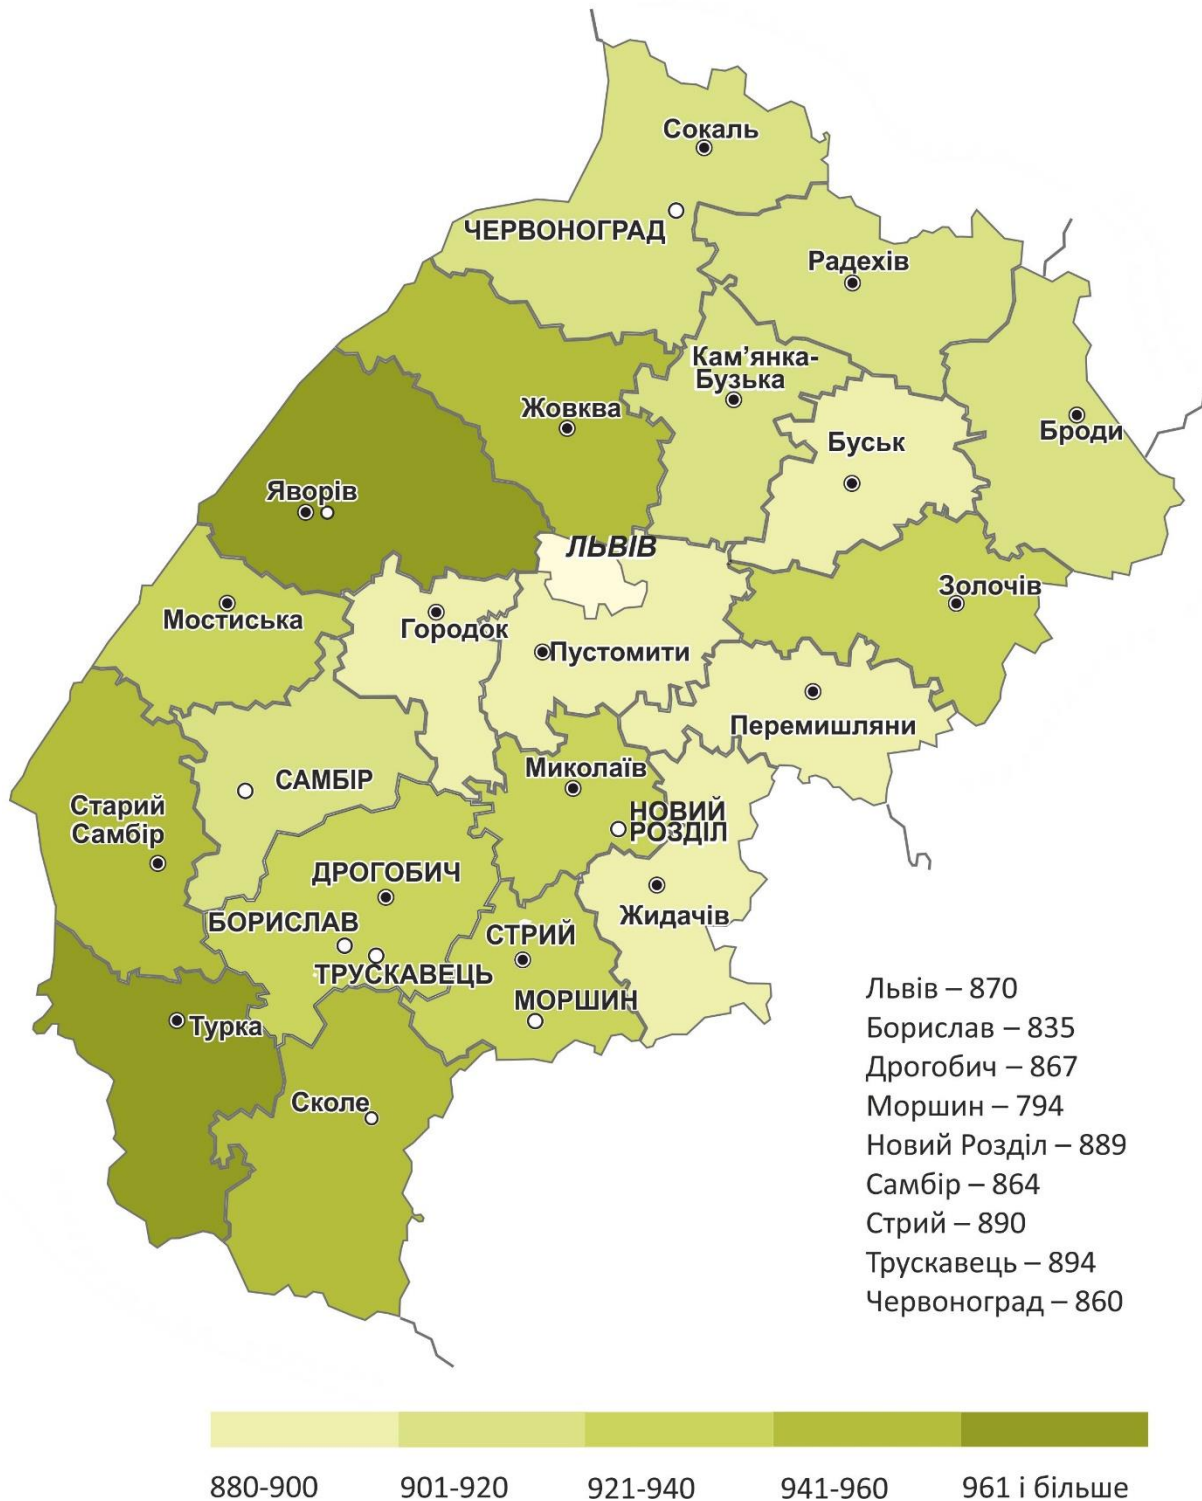 Сокаль
ЧЕРВОНОГРАД
Радехів
Кам’янка-
Бузька
Жовква
Броди
Буськ
Яворів
ЛЬВІВ
Золочів
Мостиська
Городок
Пустомити
Перемишляни
Миколаїв
САМБІР
Старий
Самбір
НОВИЙ
РОЗДІЛ
ДРОГОБИ�ч
БОРИСЛАВ
Жидачів
СТРИЙ
ТРУСКАВЕЦЬ
МОРШИН
Турка
Сколе
Львів – 870
Борислав – 835
Дрогобич – 867
Моршин – 794
Новий Розділ – 889
Самбір – 864
Стрий – 890
Трускавець – 894
Червоноград – 860
880-900
901-920
921-940
941-960
961 і більше